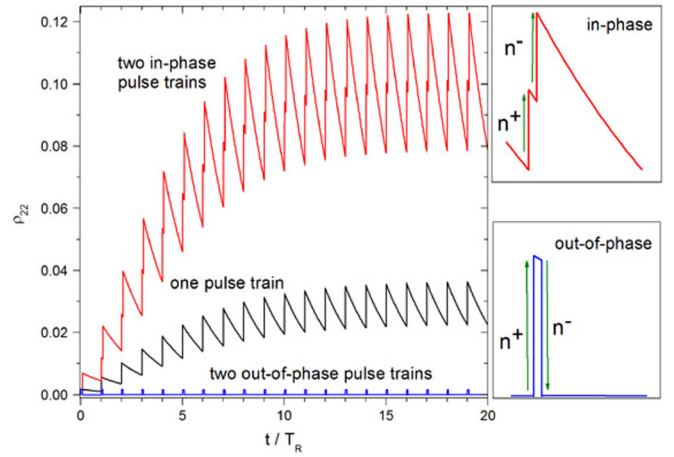 0.12
0.10
0.08
0.06
0.04
0.02
0.00
ρ22
two in-phase
pulse trains
one pulse train
two out-of-phase pulse trains
0 5 10 15 20
t / TR
in-phase
n-
n+
out-of-phase
n+ n-